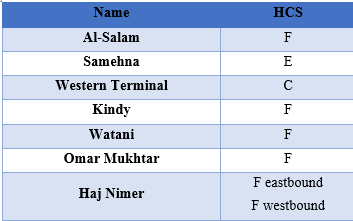 Name HCS
Al-Salam F
Samehna E
Western Terminal C
Kindy F
Watani F
Omar Mukhtar F
Haj Nimer F eastbound
F westbound